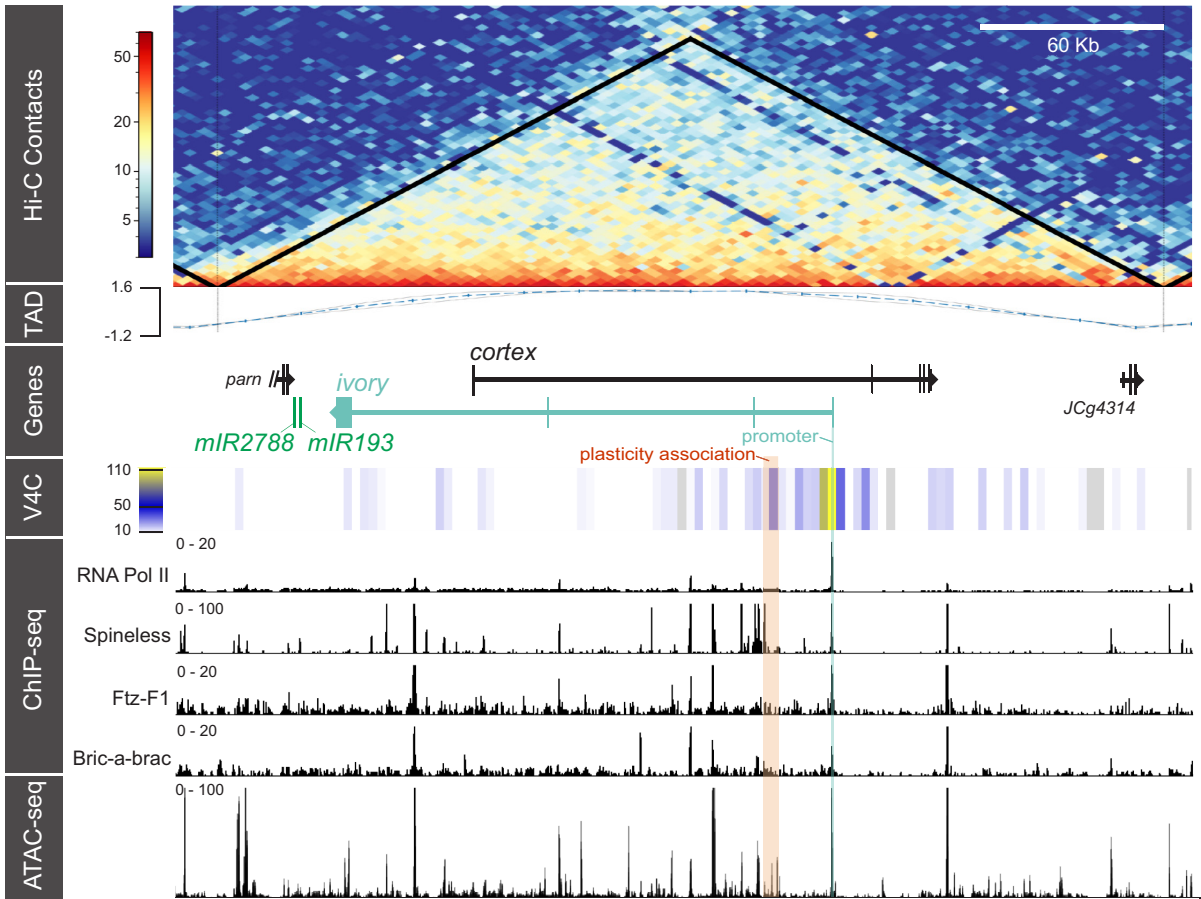 Hi-C Contacts
50
20
10
5
60 Kb
TAD
1.6
-1.2
Genes
cortex
parn
ivory
JCg4314
mIR2788 mIR193
promoter
plasticity association
V4C
110
50
10
ChIP-seq
0 - 20
RNA Pol II
0 - 100
Spineless
0 - 20
Ftz-F1
0 - 20
Bric-a-brac
ATAC-seq
0 - 100